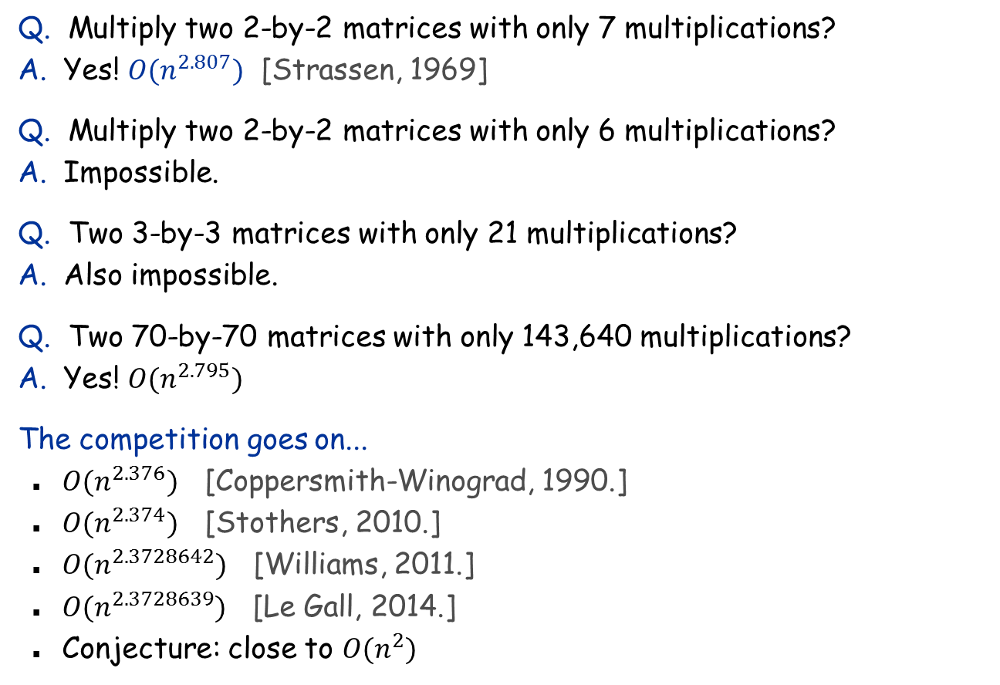 Q. Multiply two 2-by-2 matrices with only 7 multiplications?
A. Yes! O(n^2.807) [Strassen, 1969]
Q. Multiply two 2-by-2 matrices with only 6 multiplications?
A. Impossible.
Q. Two 3-by-3 matrices with only 21 multiplications?
A. Also impossible.
Q. Two 70-by-70 matrices with only 143,640 multiplications?
A. Yes! O(n^2.795)
The competition goes on...
▪ O(n^2.376) [Coppersmith-Winograd, 1990.]
▪ O(n^2.374) [Stothers, 2010.]
▪ O(n^2.3728642) [Williams, 2011.]
▪ O(n^2.3728639) [Le Gall, 2014.]
▪ Conjecture: close to O(n^2)